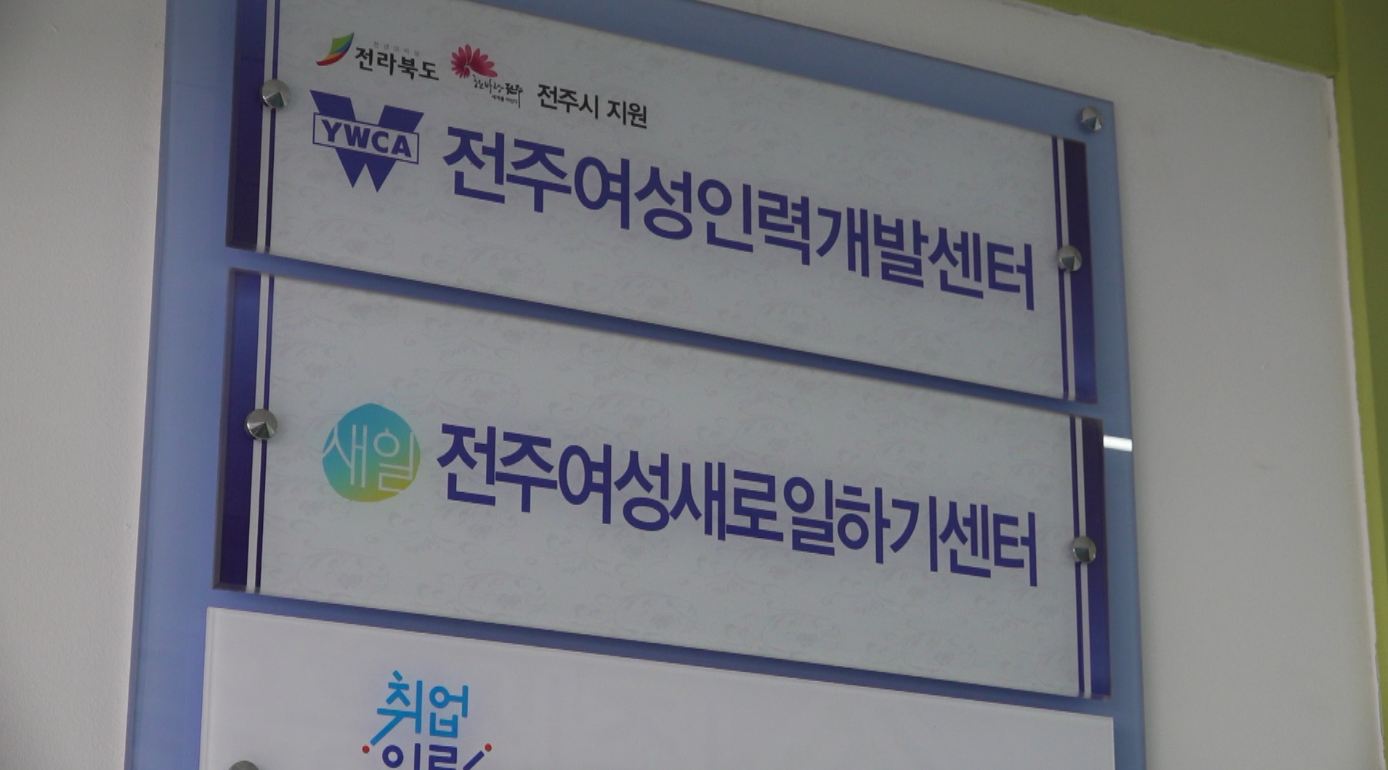 전라북도 전주시 지원
YWCA 전주여성인력개발센터
새일 전주여성새로일하기센터
취업